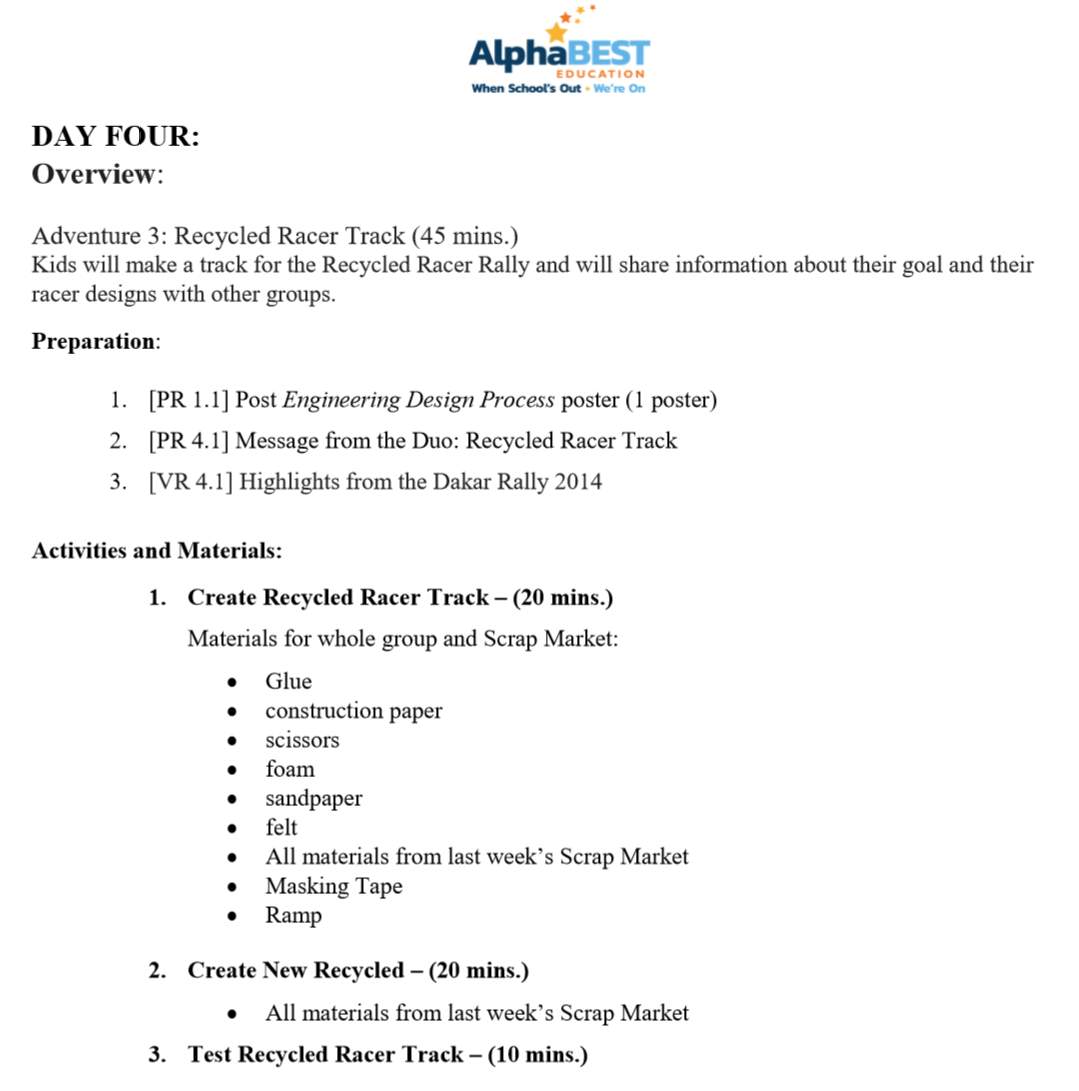 AlphaBEST
EDUCATION
When School's Out • We're On
DAY FOUR:
Overview:
Adventure 3: Recycled Racer Track (45 mins.)
Kids will make a track for the Recycled Racer Rally and will share information about their goal and their
racer designs with other groups.
Preparation:
1. [PR 1.1] Post Engineering Design Process poster (1 poster)
2. [PR 4.1] Message from the Duo: Recycled Racer Track
3. [VR 4.1] Highlights from the Dakar Rally 2014
Activities and Materials:
1. Create Recycled Racer Track – (20 mins.)
Materials for whole group and Scrap Market:
• Glue
• construction paper
• scissors
• foam
• sandpaper
• felt
• All materials from last week’s Scrap Market
• Masking Tape
• Ramp
2. Create New Recycled – (20 mins.)
• All materials from last week’s Scrap Market
3. Test Recycled Racer Track – (10 mins.)